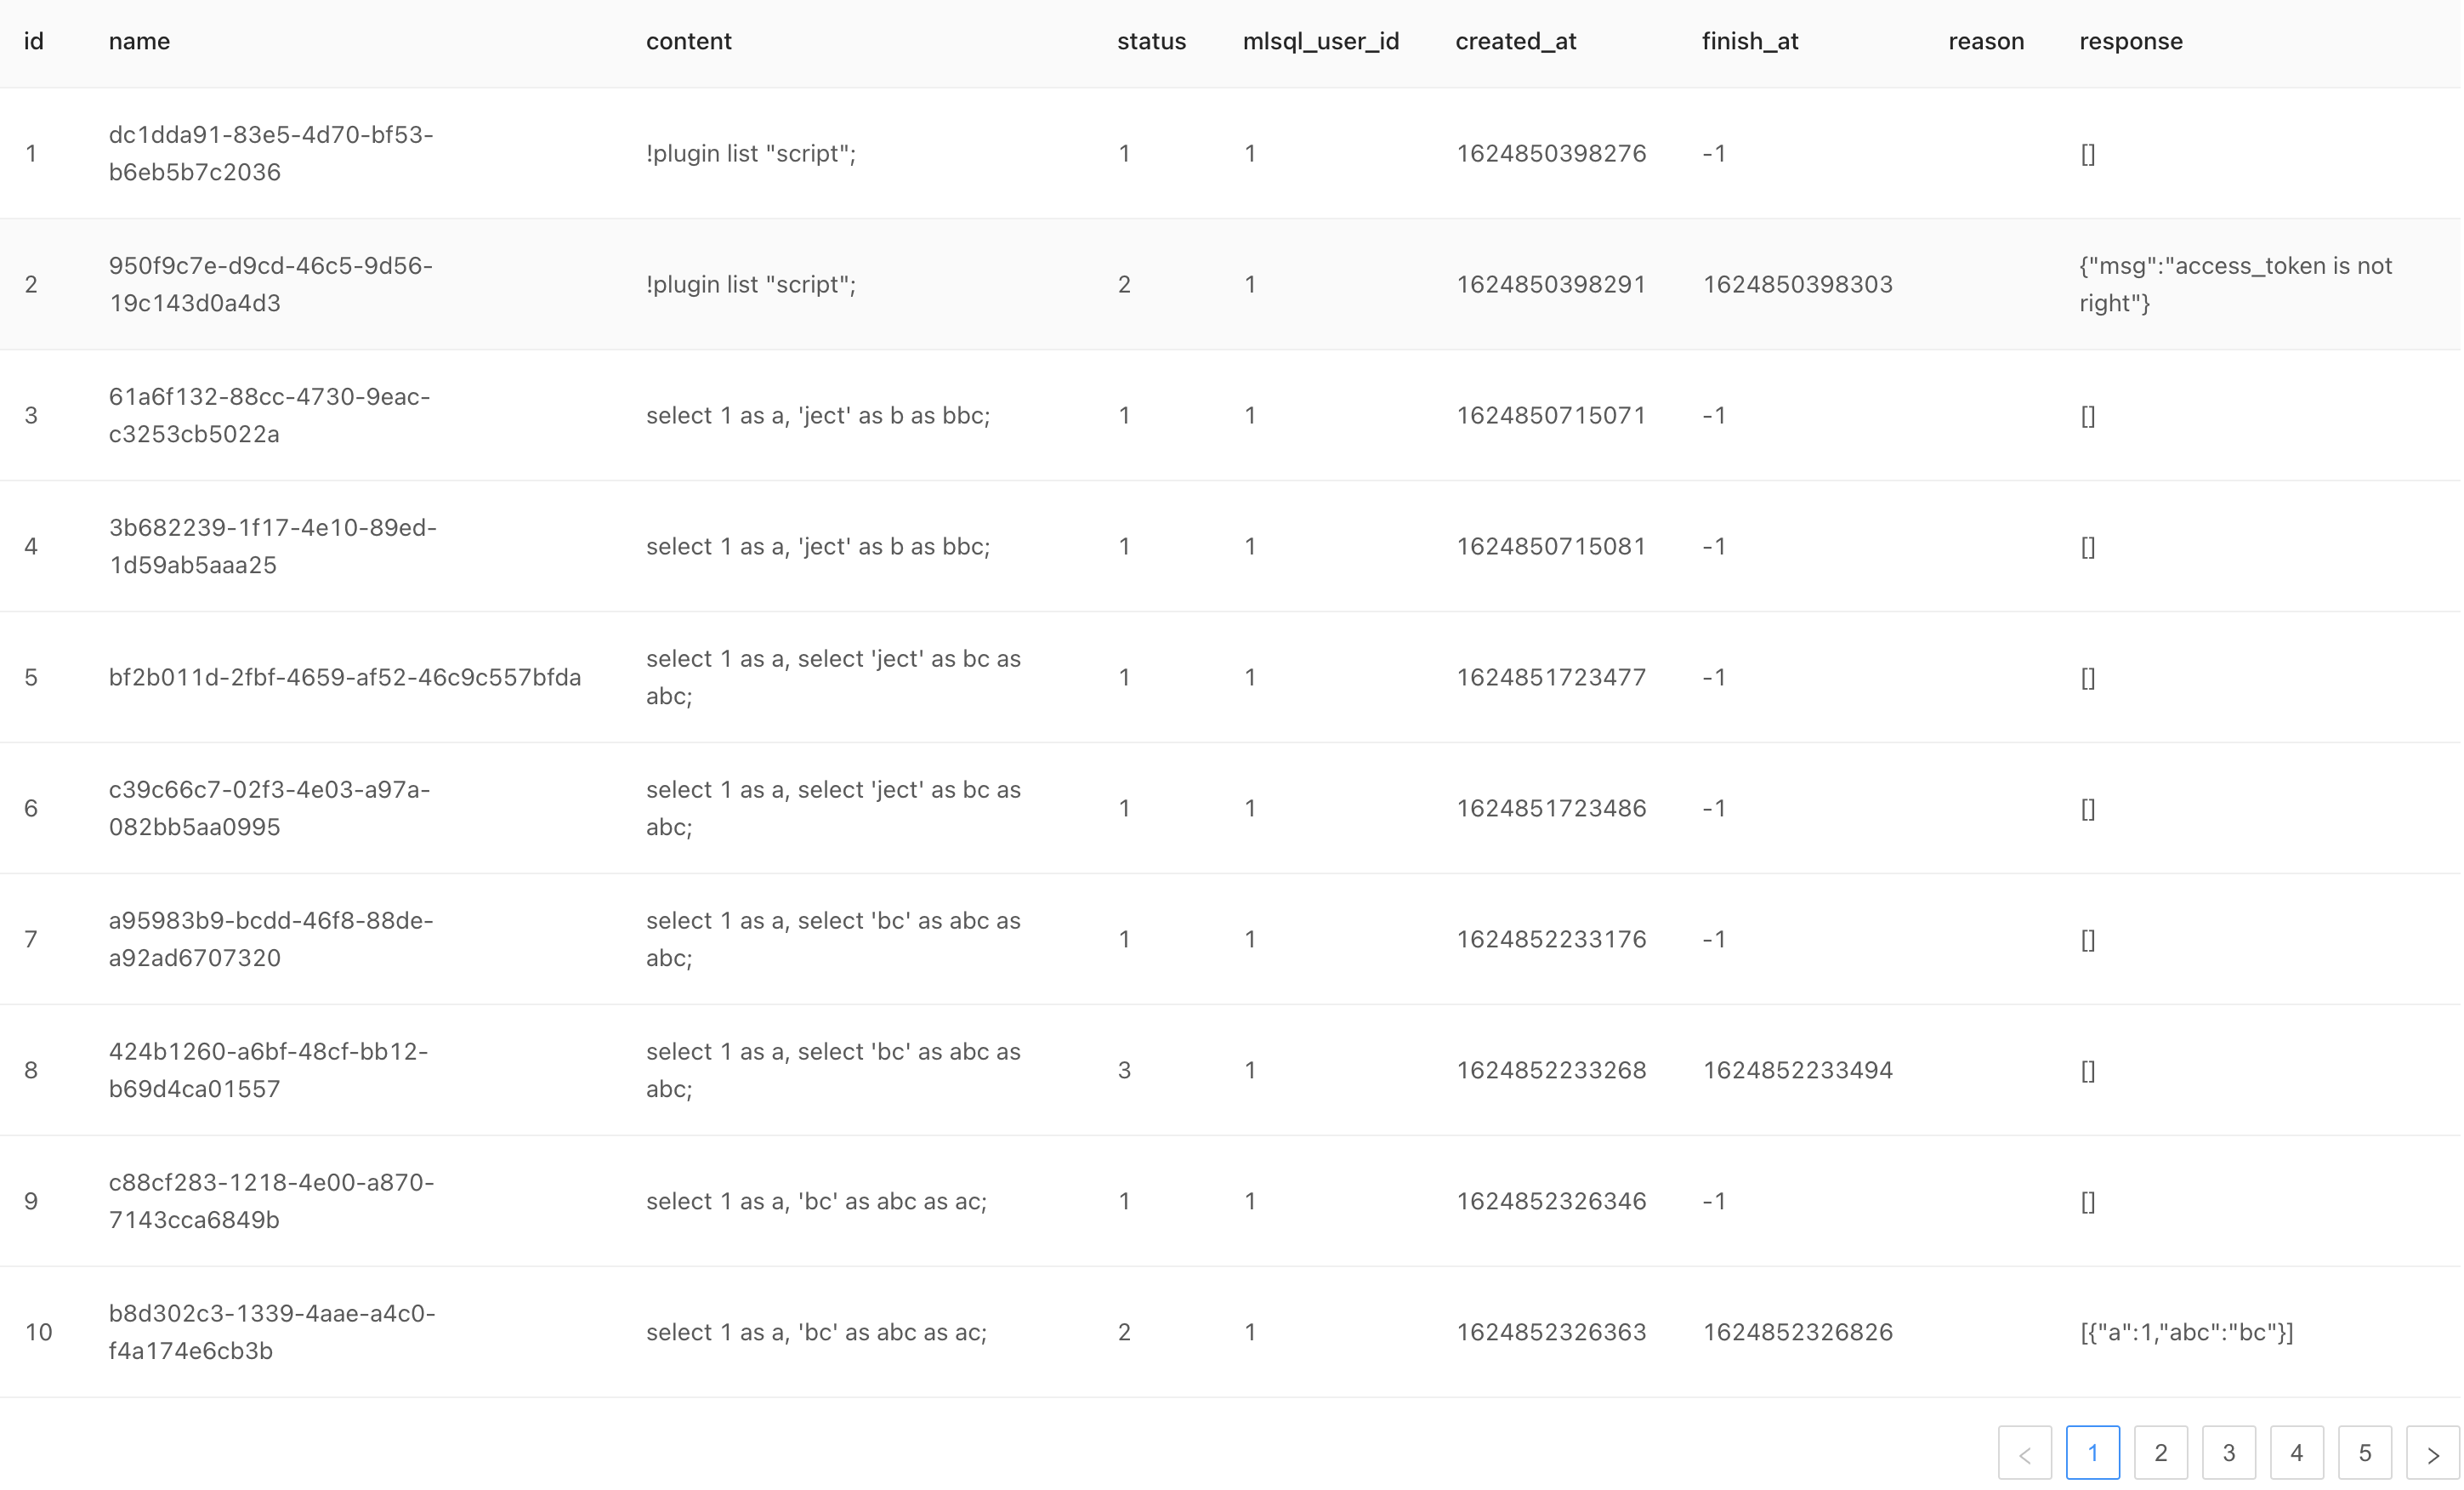 id name content status mlsql_user_id created_at finish_at reason response
dc1dda91-83e5-4d70-bf53-
1 !plugin list "script"; 1 1 1624850398276 -1 []
b6eb5b7c2036
950f9c7e-d9cd-46c5-9d56- {"msg":"access_token is not
2 !plugin list "script"; 2 1 1624850398291 1624850398303
19c143d0a4d3 right"}
61a6f132-88cc-4730-9eac-
3 select 1 as a, 'ject' as b as bbc; 1 1 1624850715071 -1 []
c3253cb5022a
3b682239-1f17-4e10-89ed-
4 select 1 as a, 'ject' as b as bbc; 1 1 1624850715081 -1 []
1d59ab5aaa25
select 1 as a, select 'ject' as bc as
5 bf2b011d-2fbf-4659-af52-46c9c557bfda 1 1 1624851723477 -1 []
abc;
c39c66c7-02f3-4e03-a97a- select 1 as a, select 'ject' as bc as
6 1 1 1624851723486 -1 []
082bb5aa0995 abc;
a95983b9-bcdd-46f8-88de- select 1 as a, select 'bc' as abc as
7 1 1 1624852233176 -1 []
a92ad6707320 abc;
424b1260-a6bf-48cf-bb12- select 1 as a, select 'bc' as abc as
8 3 1 1624852233268 1624852233494 []
b69d4ca01557 abc;
c88cf283-1218-4e00-a870-
9 select 1 as a, 'bc' as abc as ac; 1 1 1624852326346 -1 []
7143cca6849b
b8d302c3-1339-4aae-a4c0-
10 select 1 as a, 'bc' as abc as ac; 2 1 1624852326363 1624852326826 [{"a":1,"abc":"bc"}]
f4a174e6cb3b
< 1 2 3 4 5 >